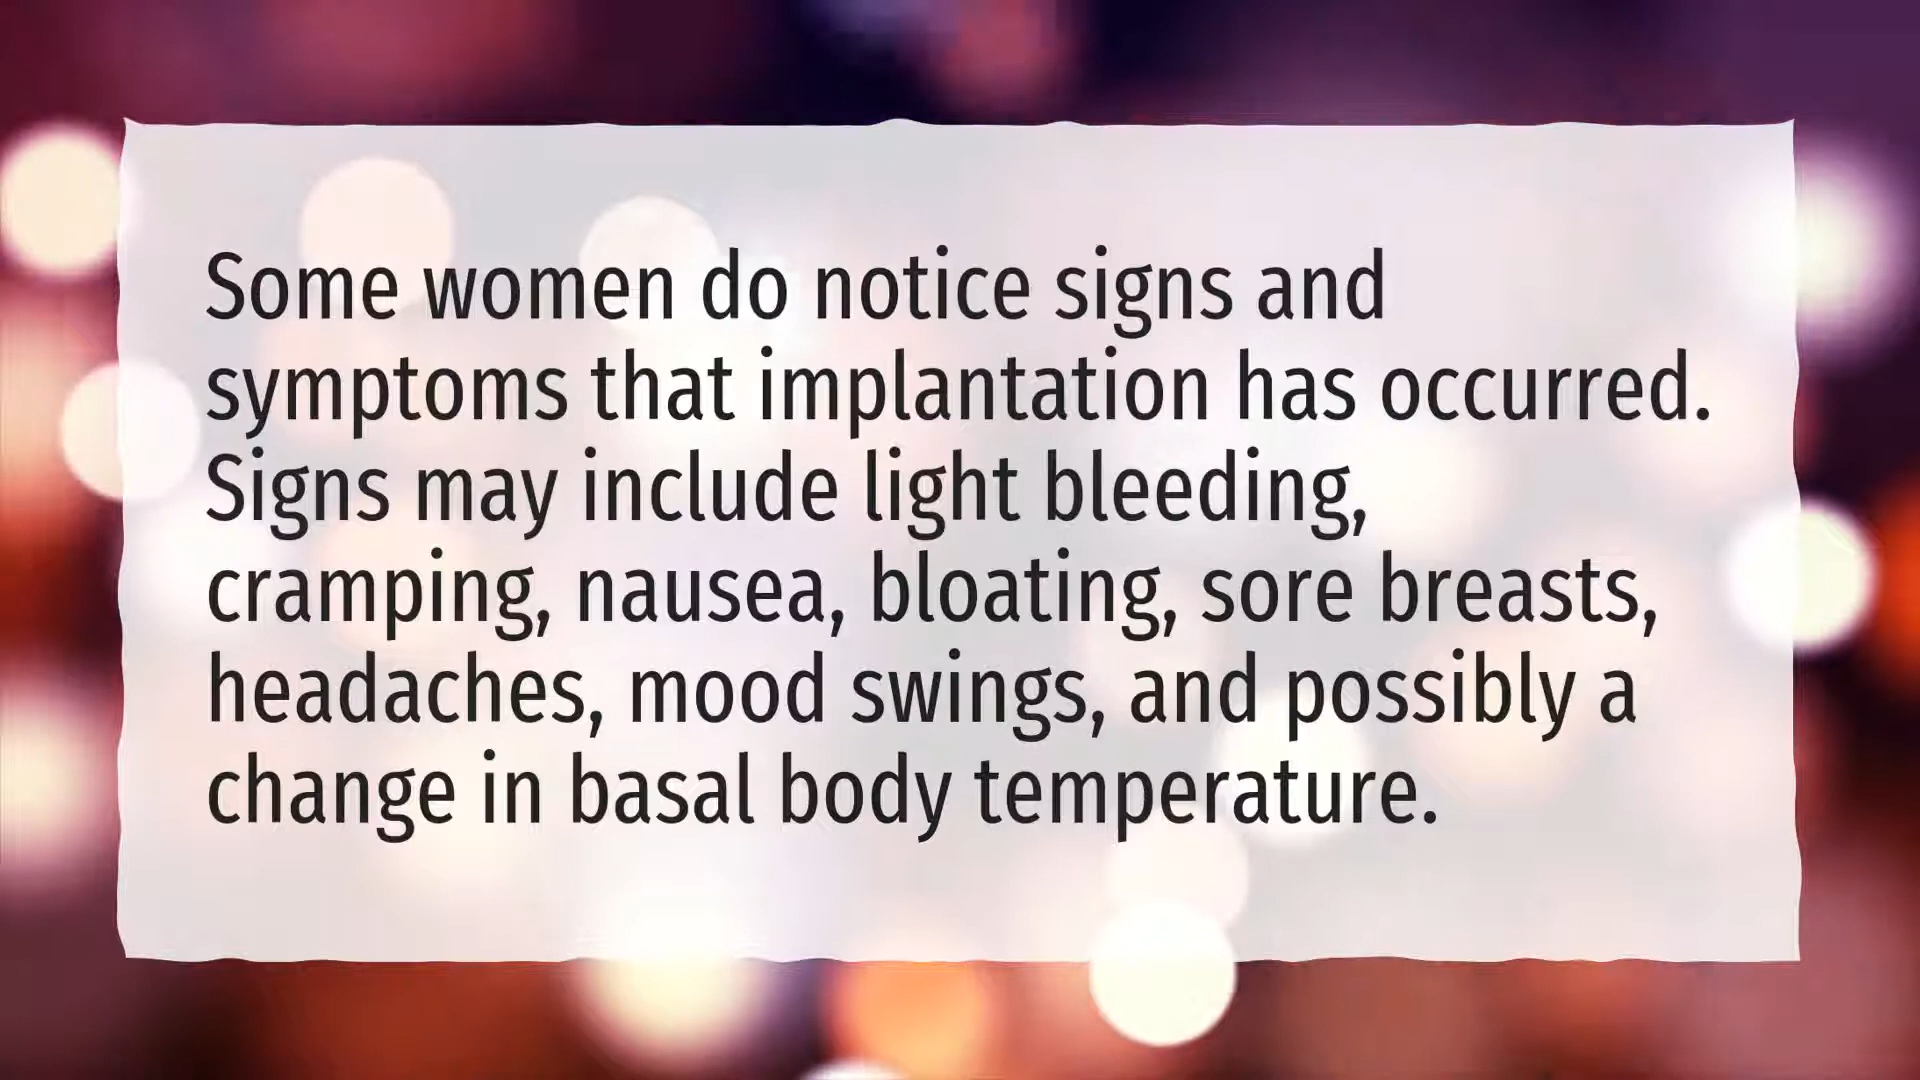 Some women do notice signs and
symptoms that implantation has occurred.
Signs may include light bleeding,
cramping, nausea, bloating, sore breasts,
headaches, mood swings, and possibly a
change in basal body temperature.